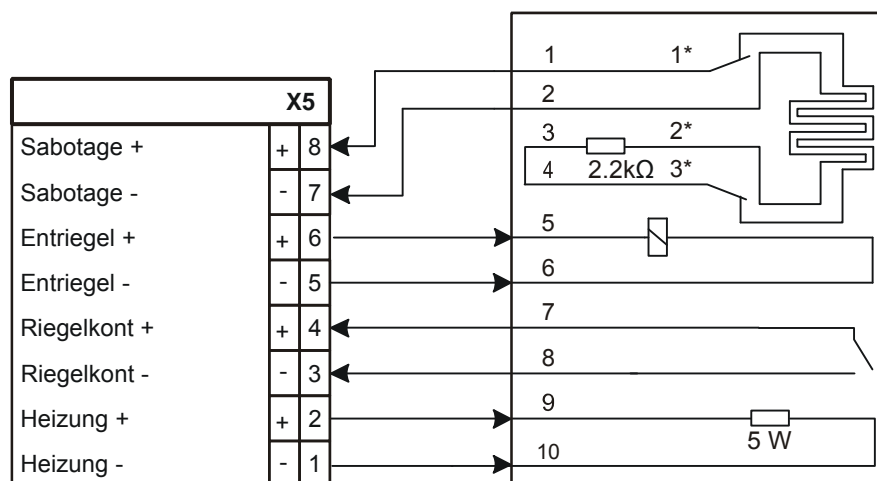 X5
Sabotage + + 8
Sabotage - - 7
Entriegel + + 6
Entriegel - - 5
Riegelkont + + 4
Riegelkont - - 3
Heizung + + 2
Heizung - - 1
1 1*
2
3 2*
2.2kΩ
4 3*
5
6
7
8
9
5 W
10